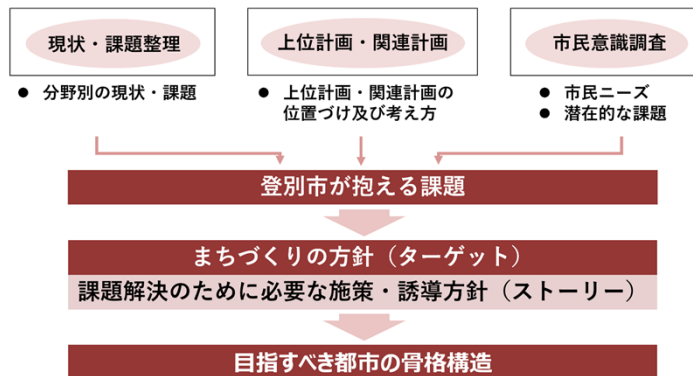 現状・課題整理
上位計画・関連計画
市民意識調査
● 分野別の現状・課題
● 上位計画・関連計画の
位置づけ及び考え方
● 市民ニーズ
● 潜在的な課題
登別市が抱える課題
まちづくりの方針（ターゲット）
課題解決のために必要な施策・誘導方針（ストーリー）
目指すべき都市の骨格構造